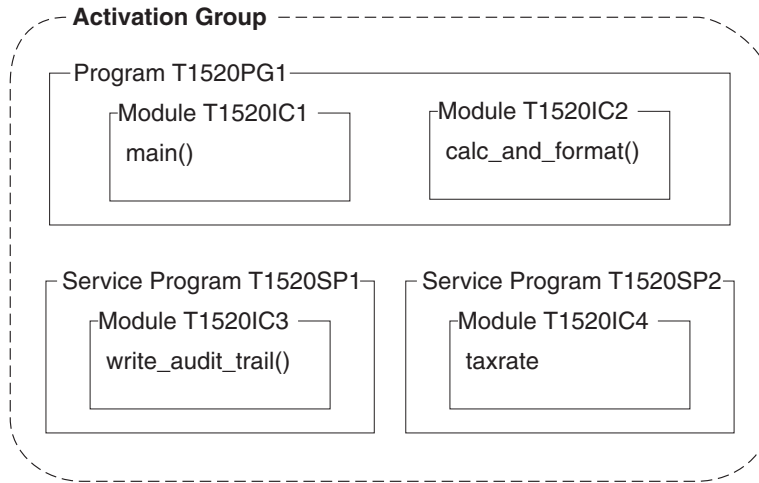 Activation Group
Program T1520PG1
Module T1520IC1
main()
Module T1520IC2
calc_and_format()
Service Program T1520SP1
Module T1520IC3
write_audit_trail()
Service Program T1520SP2
Module T1520IC4
taxrate